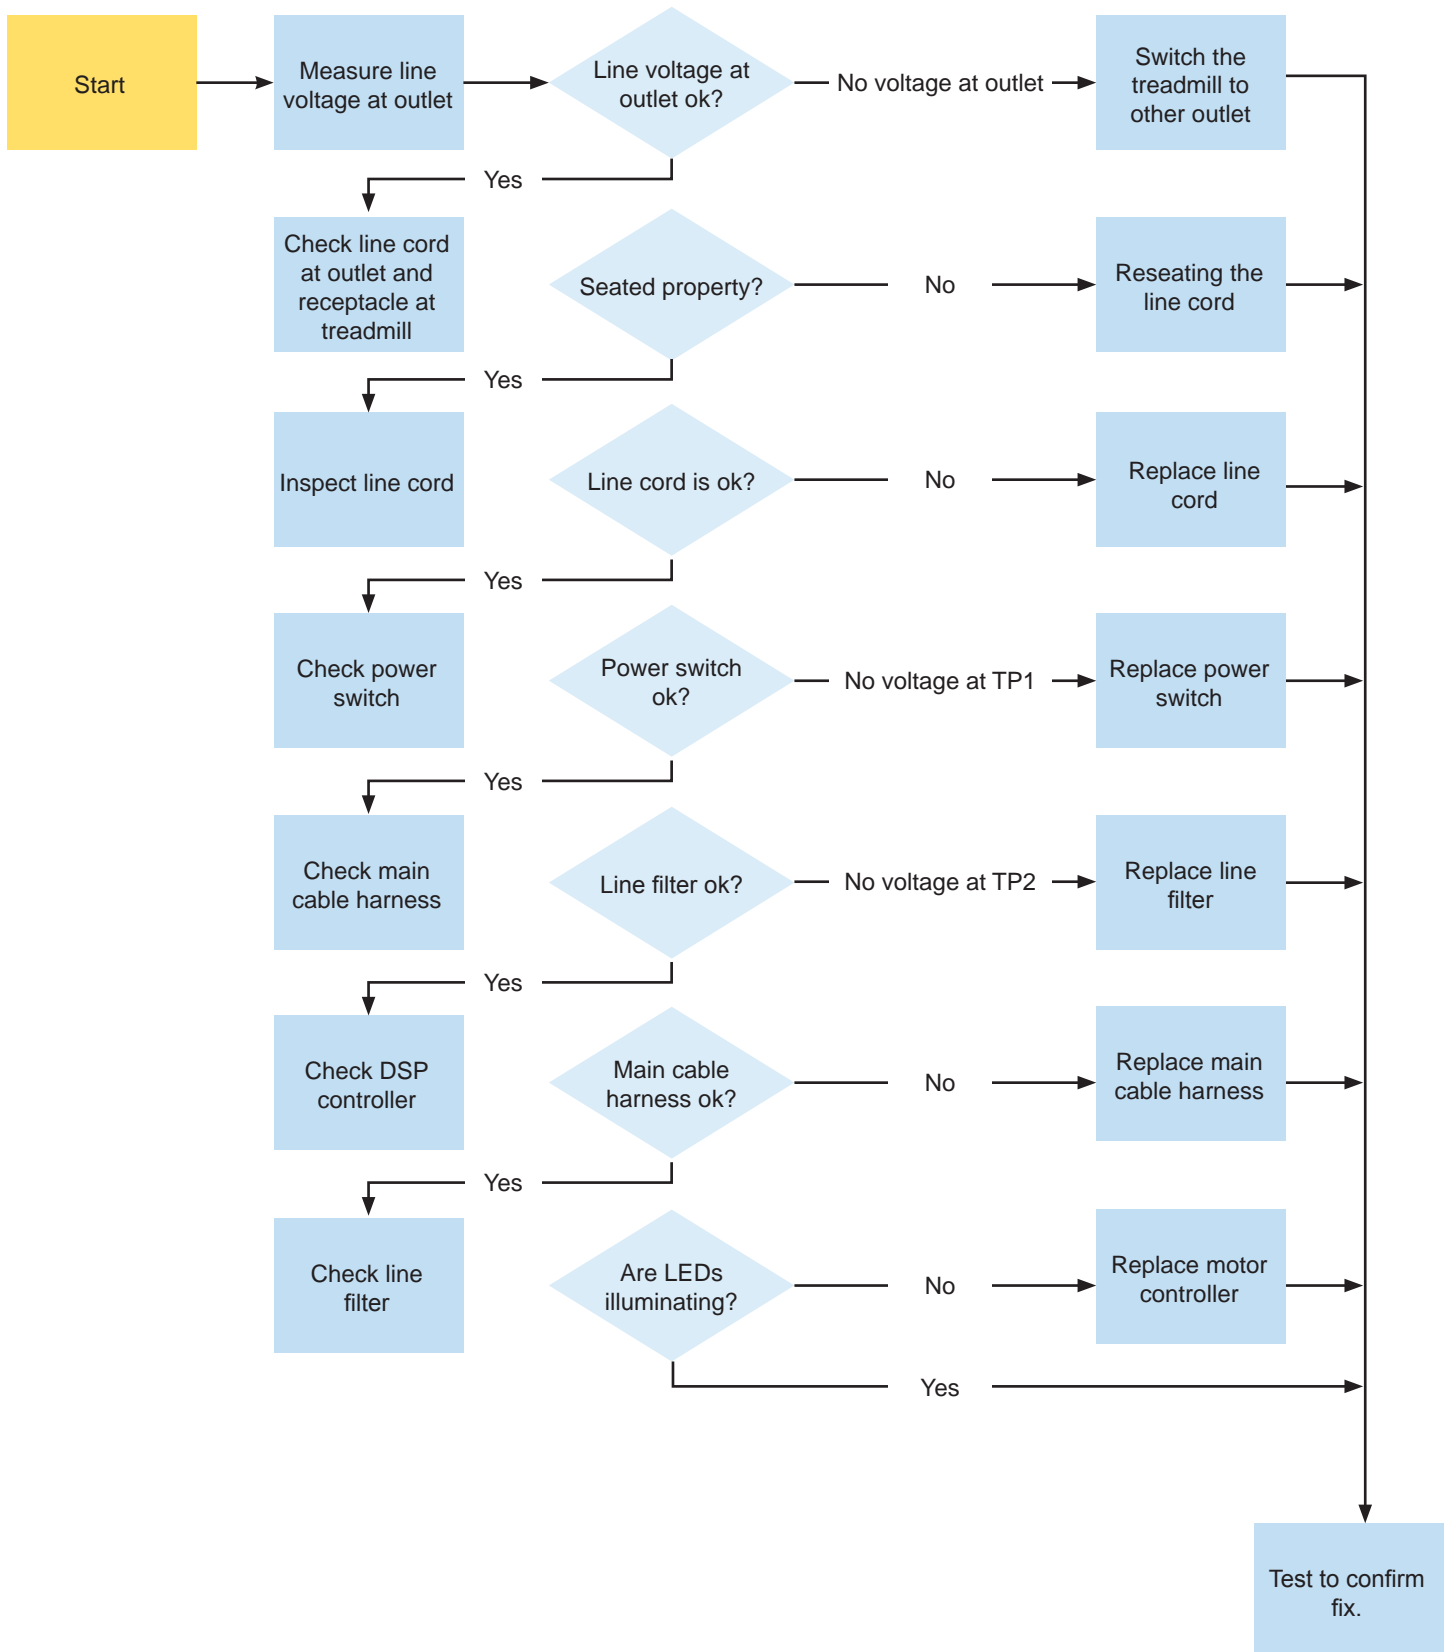 Start
Measure line
voltage at outlet
Line voltage at
outlet ok?
No voltage at outlet
Switch the
treadmill to
other outlet
Yes
Check line cord
at outlet and
receptacle at
treadmill
Seated property?
No
Reseating the
line cord
Yes
Inspect line cord
Line cord is ok?
No
Replace line
cord
Yes
Check power
switch
Power switch
ok?
No voltage at TP1
Replace power
switch
Yes
Check main
cable harness
Line filter ok?
No voltage at TP2
Replace line
filter
Yes
Check DSP
controller
Main cable
harness ok?
No
Replace main
cable harness
Yes
Check line
filter
Are LEDs
illuminating?
No
Replace motor
controller
Yes
Test to confirm
fix.